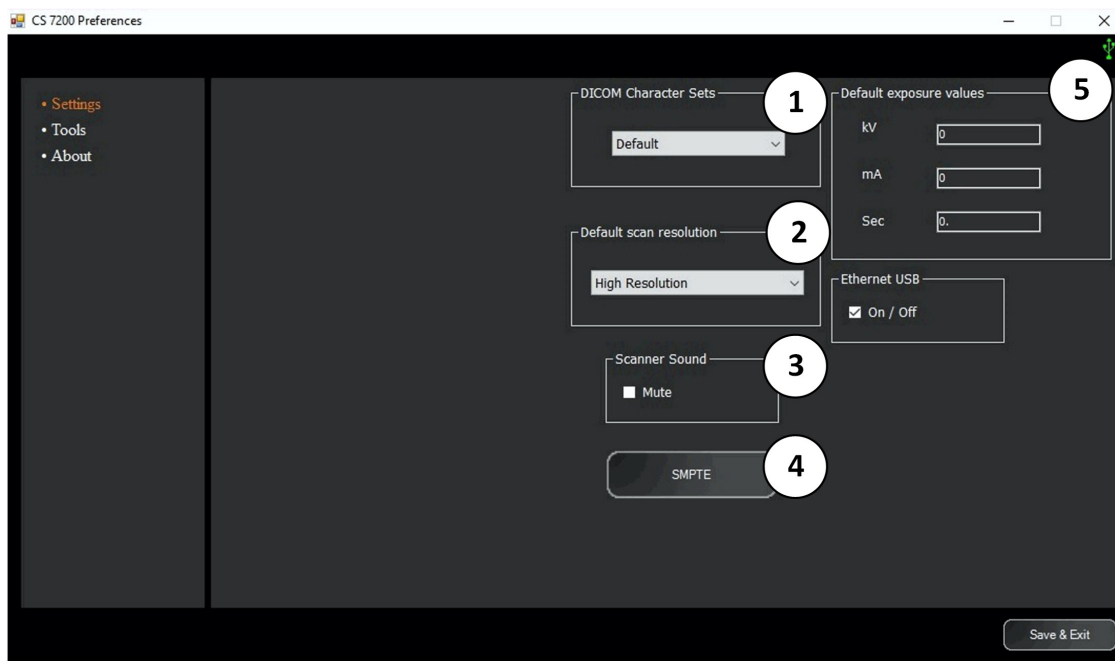 CS 7200 Preferences
• Settings
• Tools
• About
DICOM Character Sets
1
Default
Default scan resolution
2
High Resolution
Scanner Sound
3
Mute
SMPTE
4
Default exposure values
5
kV
0
mA
0
Sec
0.
Ethernet USB
On / Off
Save & Exit